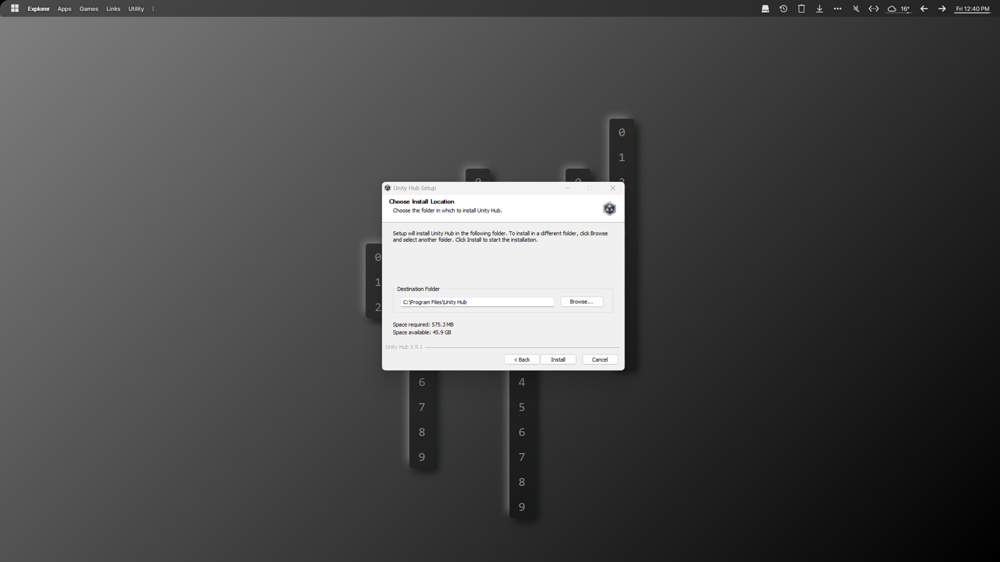 Explorer Apps Games Links Utility
16° Fri 12:40 PM
0
1
2
0
0
Unity Hub Setup
Choose Install Location
Choose the folder in which to install Unity Hub.
Setup will install Unity Hub in the following folder. To install in a different folder, click Browse
and select another folder. Click Install to start the installation.
0
1
2
Destination Folder
C:\Program Files\Unity Hub Browse...
Space required: 575.3 MB
Space available: 45.9 GB
Unity Hub 3.9.1
< Back Install Cancel
6
7
8
9
4
5
6
7
8
9